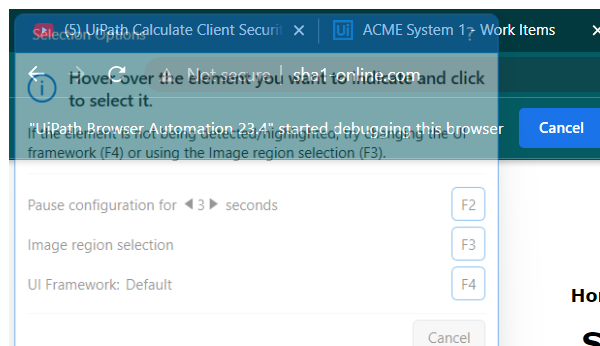 Selection Options
?
(5) UiPath Calculate Client Securit
Ui ACME System 1 - Work Items
Not secure sha1-online.com
Hover over the element you want to indicate and click
to select it.
"UiPath Browser Automation 23.4" started debugging this browser
Cancel
If the element is not being detected/highlighted, try changing the UI
framework (F4) or using the Image region selection (F3).
Pause configuration for 3 seconds
F2
Image region selection
F3
UI Framework: Default
F4
Cancel
Hor
S